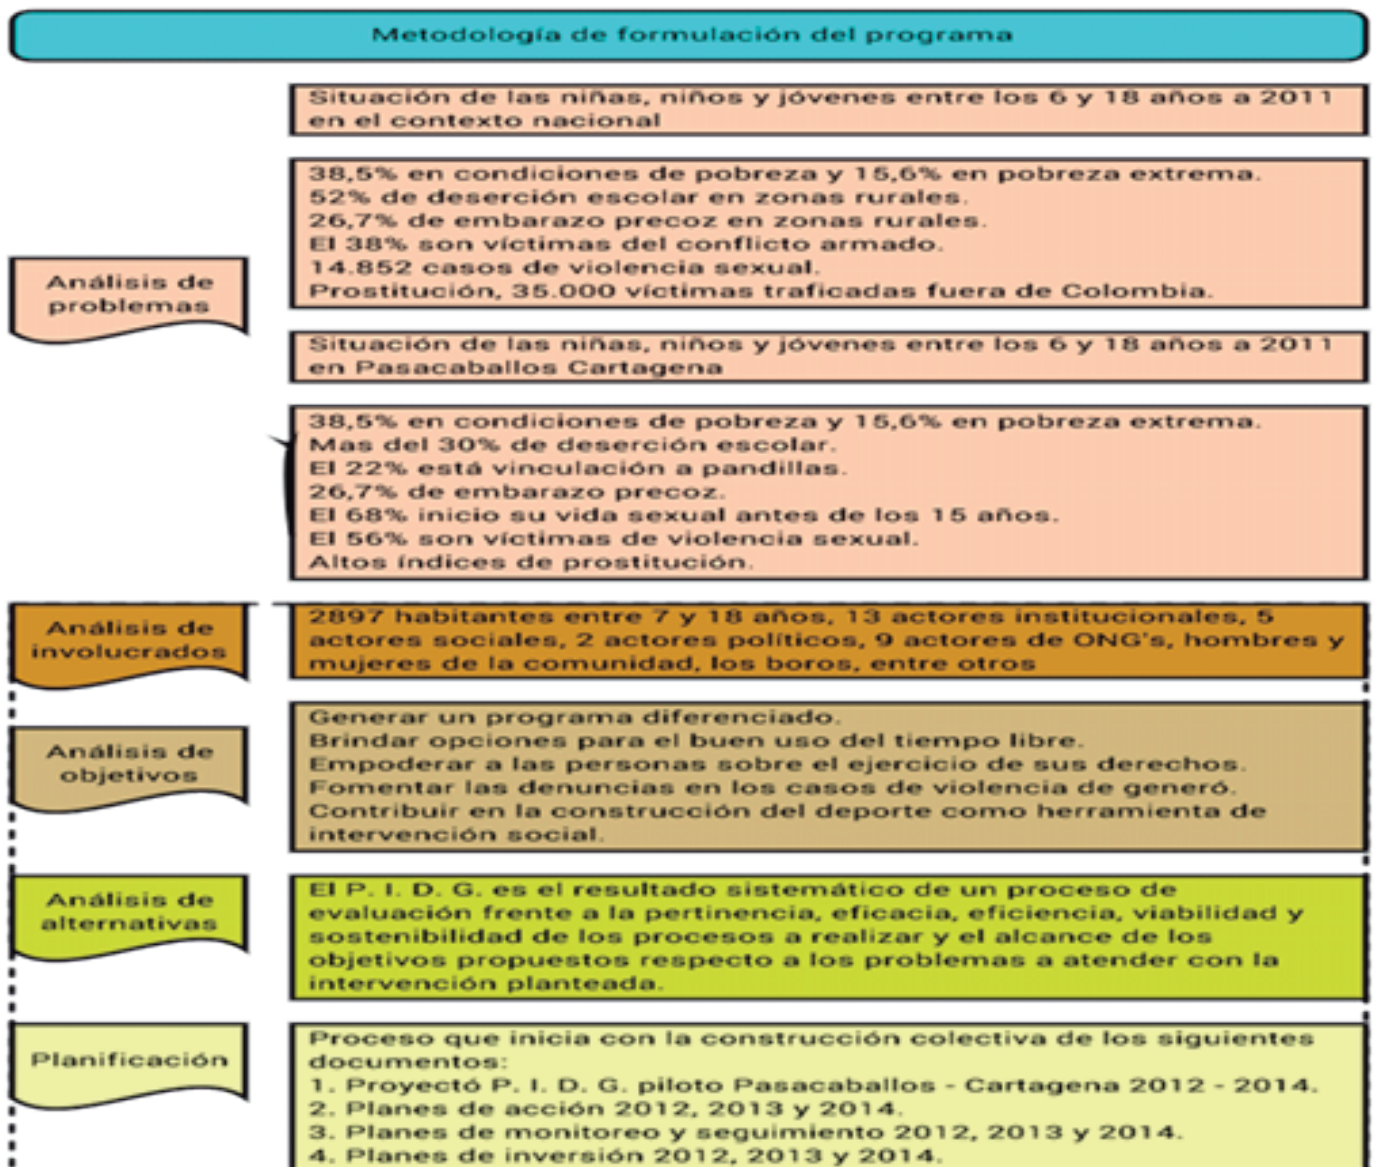 Metodología de formulación del programa
Situación de las niñas, niños y jóvenes entre los 6 y 18 años a 2011
en el contexto nacional
38,5% en condiciones de pobreza y 15,6% en pobreza extrema.
52% de deserción escolar en zonas rurales.
26,7% de embarazo precoz en zonas rurales.
El 38% son víctimas del conflicto armado.
14.852 casos de violencia sexual.
Prostitución, 35.000 víctimas traficadas fuera de Colombia.
Análisis de
problemas
Situación de las niñas, niños y jóvenes entre los 6 y 18 años a 2011
en Pasacaballos Cartagena
38,5% en condiciones de pobreza y 15,6% en pobreza extrema.
Mas del 30% de deserción escolar.
El 22% está vinculación a pandillas.
26,7% de embarazo precoz.
El 68% inicio su vida sexual antes de los 15 años.
El 56% son víctimas de violencia sexual.
Altos índices de prostitución.
Análisis de
involucrados
2897 habitantes entre 7 y 18 años, 13 actores institucionales, 5
actores sociales, 2 actores políticos, 9 actores de ONG's, hombres y
mujeres de la comunidad, los boros, entre otros
Análisis de
objetivos
Generar un programa diferenciado.
Brindar opciones para el buen uso del tiempo libre.
Empoderar a las personas sobre el ejercicio de sus derechos.
Fomentar las denuncias en los casos de violencia de generó.
Contribuir en la construcción del deporte como herramienta de
intervención social.
Análisis de
alternativas
El P. I. D. G. es el resultado sistemático de un proceso de
evaluación frente a la pertinencia, eficacia, eficiencia, viabilidad y
sostenibilidad de los procesos a realizar y el alcance de los
objetivos propuestos respecto a los problemas a atender con la
intervención planteada.
Planificación
Proceso que inicia con la construcción colectiva de los siguientes
documentos:
1. Proyectó P. I. D. G. piloto Pasacaballos - Cartagena 2012 - 2014.
2. Planes de acción 2012, 2013 y 2014.
3. Planes de monitoreo y seguimiento 2012, 2013 y 2014.
4. Planes de inversión 2012, 2013 y 2014.